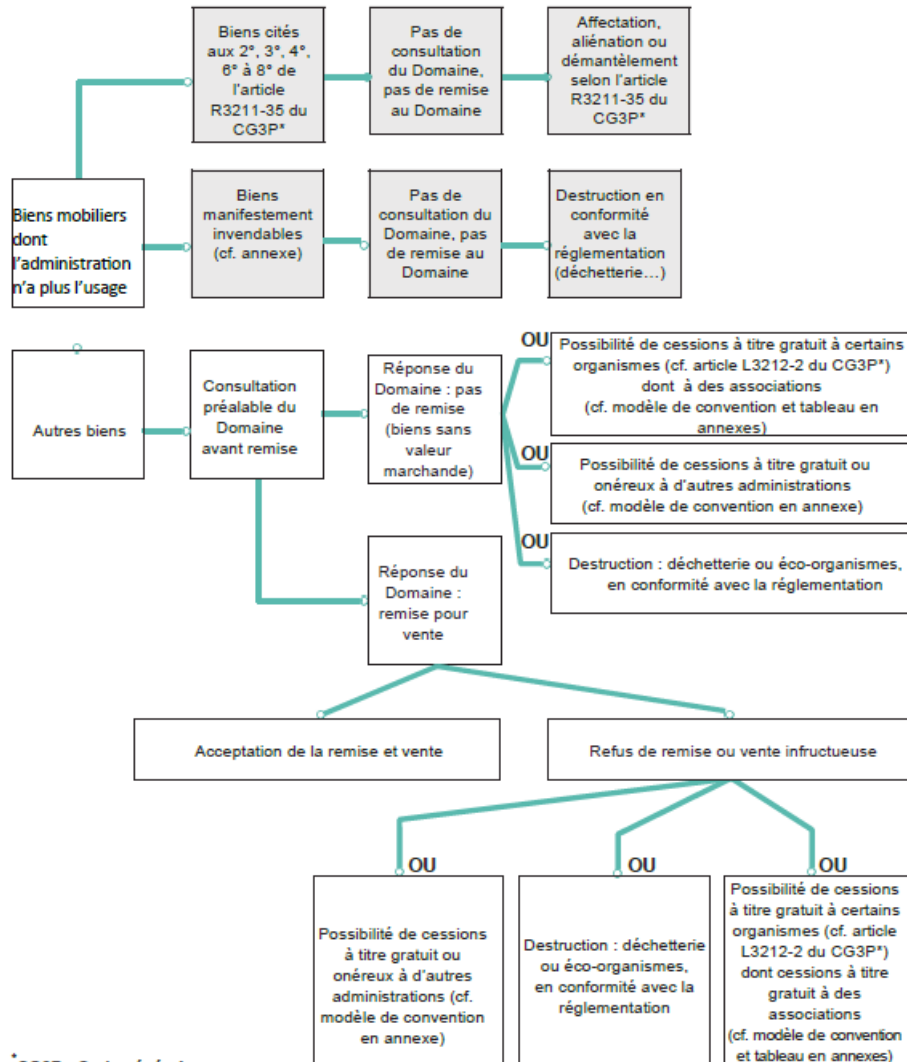 Biens cités
aux 2°, 3°, 4°,
6° à 8° de
l'article
R3211-35 du
CG3P*
Pas de
consultation
du Domaine,
pas de remise
au Domaine
Affectation,
aliénation ou
démantèlement
selon l'article
R3211-35 du
CG3P*
Biens mobiliers
dont
l'administration
n'a plus l'usage
Biens
manifestement
invendables
(cf. annexe)
Pas de
consultation du
Domaine, pas
de remise au
Domaine
Destruction en
conformité
avec la
réglementation
(déchetterie…)
Autres biens
Consultation
préalable du
Domaine
avant remise
Réponse du
Domaine : pas
de remise
(biens sans
valeur
marchande)
OU
Possibilité de cessions à titre gratuit à certains
organismes (cf. article L3212-2 du CG3P*)
dont à des associations
(cf. modèle de convention et tableau en
annexes)
OU
Possibilité de cessions à titre gratuit ou
onéreux à d'autres administrations
(cf. modèle de convention en annexe)
OU
Destruction : déchetterie ou éco-organismes,
en conformité avec la réglementation
Réponse du
Domaine :
remise pour
vente
Acceptation de la remise et vente
Refus de remise ou vente infructueuse
OU
Possibilité de cessions
à titre gratuit ou
onéreux à d'autres
administrations (cf.
modèle de convention
en annexe)
OU
Destruction : déchetterie
ou éco-organismes,
en conformité avec la
réglementation
OU
Possibilité de cessions
à titre gratuit à certains
organismes (cf. article
L3212-2 du CG3P*)
dont cessions à titre
gratuit à des
associations
(cf. modèle de convention
et tableau en annexes)